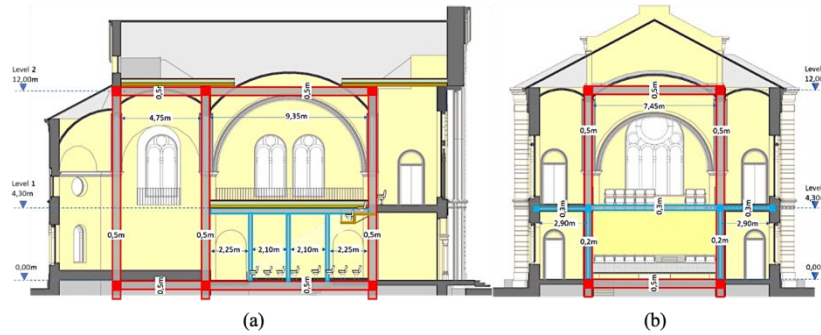 Level 2
12,00m
0,5m
0,5m
4,75m
9,35m
Level 1
4,30m
0,5m
0,5m
0,5m
2,25m
2,10m
2,10m
2,25m
0,00m
0,5m
0,5m
(a)
Level 2
12,00m
0,5m
7,45m
0,5m
0,5m
Level 1
4,30m
0,3m
0,3m
0,3m
2,90m
2,90m
0,2m
0,2m
0,5m
(b)